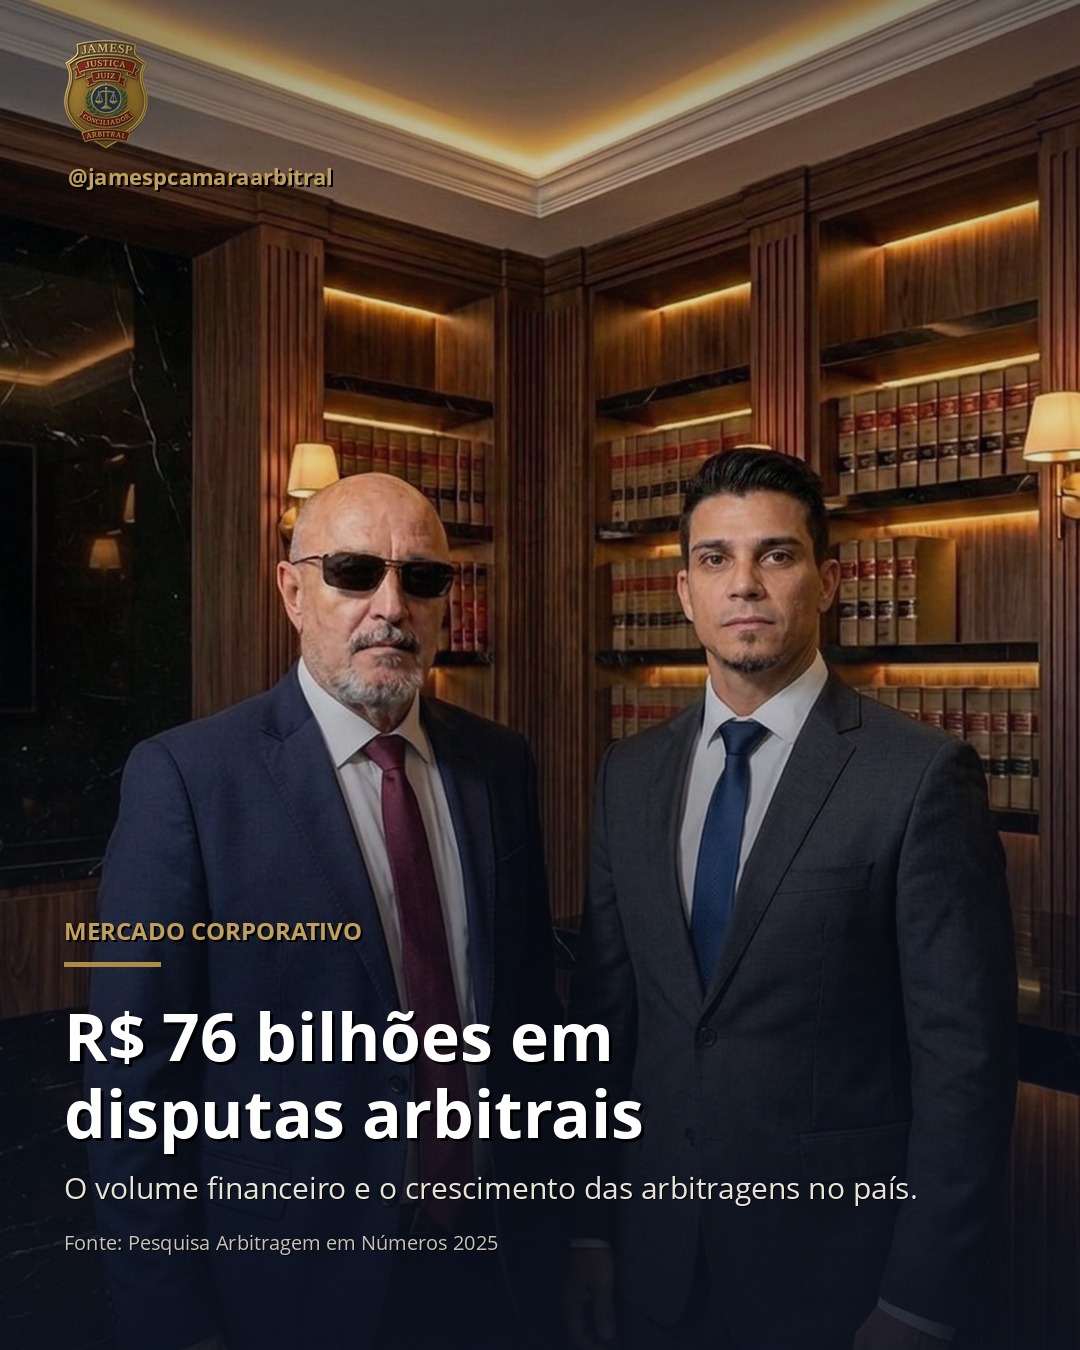 JAMESP
JUSTIÇA
JUIZ
CONCILIADOR
ARBITRAL
@jamespcamaraarbitral
MERCADO CORPORATIVO
R$ 76 bilhões em
disputas arbitrais
O volume financeiro e o crescimento das arbitragens no país.
Fonte: Pesquisa Arbitragem em Números 2025